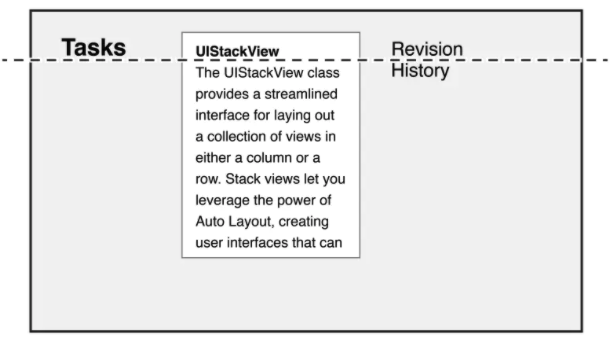 Tasks
UIStackView
The UIStackView class
provides a streamlined
interface for laying out
a collection of views in
either a column or a
row. Stack views let you
leverage the power of
Auto Layout, creating
user interfaces that can
Revision
History